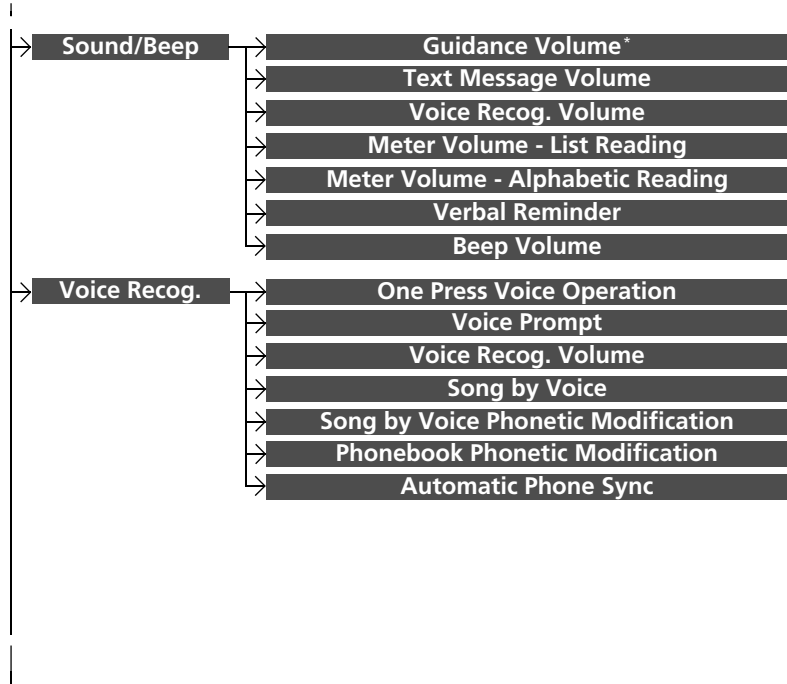 Sound/Beep
Guidance Volume*
Text Message Volume
Voice Recog. Volume
Meter Volume - List Reading
Meter Volume - Alphabetic Reading
Verbal Reminder
Beep Volume
Voice Recog.
One Press Voice Operation
Voice Prompt
Voice Recog. Volume
Song by Voice
Song by Voice Phonetic Modification
Phonebook Phonetic Modification
Automatic Phone Sync